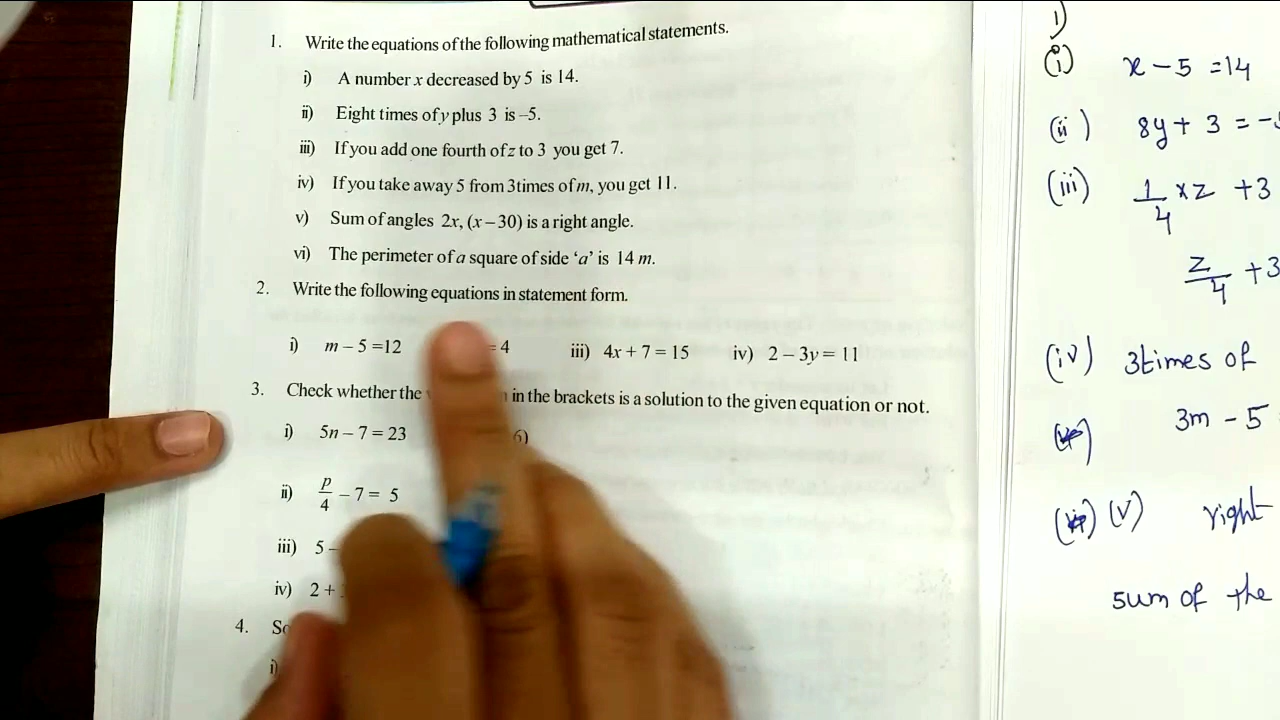 1. Write the equations of the following mathematical statements.
i) A number x decreased by 5 is 14.
ii) Eight times of y plus 3 is –5.
iii) If you add one fourth of z to 3 you get 7.
iv) If you take away 5 from 3times of m, you get 11.
v) Sum of angles 2x, (x – 30) is a right angle.
vi) The perimeter of a square of side ‘a’ is 14 m.
2. Write the following equations in statement form.
i) m – 5 =12 = 4 iii) 4x + 7 = 15 iv) 2 – 3y = 11
3. Check whether the in the brackets is a solution to the given equation or not.
i) 5n – 7 = 23 6)
ii) p/4 – 7 = 5
iii) 5 –
iv) 2 +
4.
i)
1)
(i) x – 5 = 14
(ii) 8y + 3 = –5
(iii) 1/4 × z + 3
z/4 + 3
(iv) 3times of
3m – 5
(v) right
sum of the